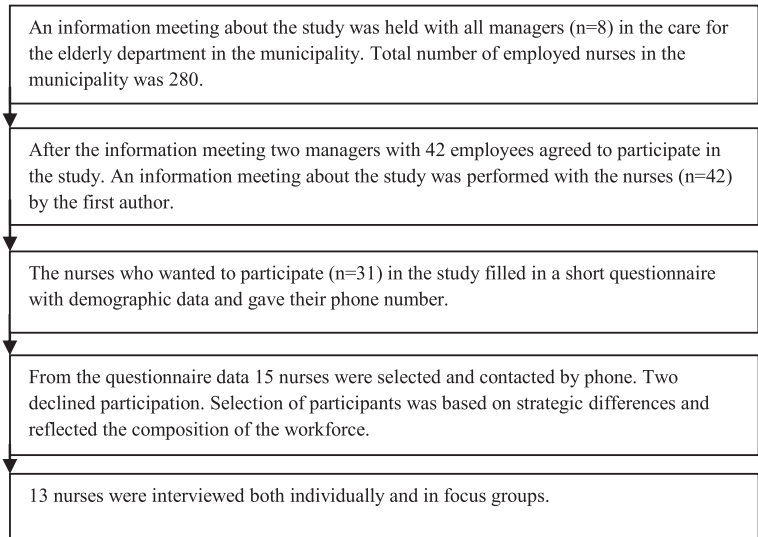 An information meeting about the study was held with all managers (n=8) in the care for
the elderly department in the municipality. Total number of employed nurses in the
municipality was 280.
After the information meeting two managers with 42 employees agreed to participate in
the study. An information meeting about the study was performed with the nurses (n=42)
by the first author.
The nurses who wanted to participate (n=31) in the study filled in a short questionnaire
with demographic data and gave their phone number.
From the questionnaire data 15 nurses were selected and contacted by phone. Two
declined participation. Selection of participants was based on strategic differences and
reflected the composition of the workforce.
13 nurses were interviewed both individually and in focus groups.